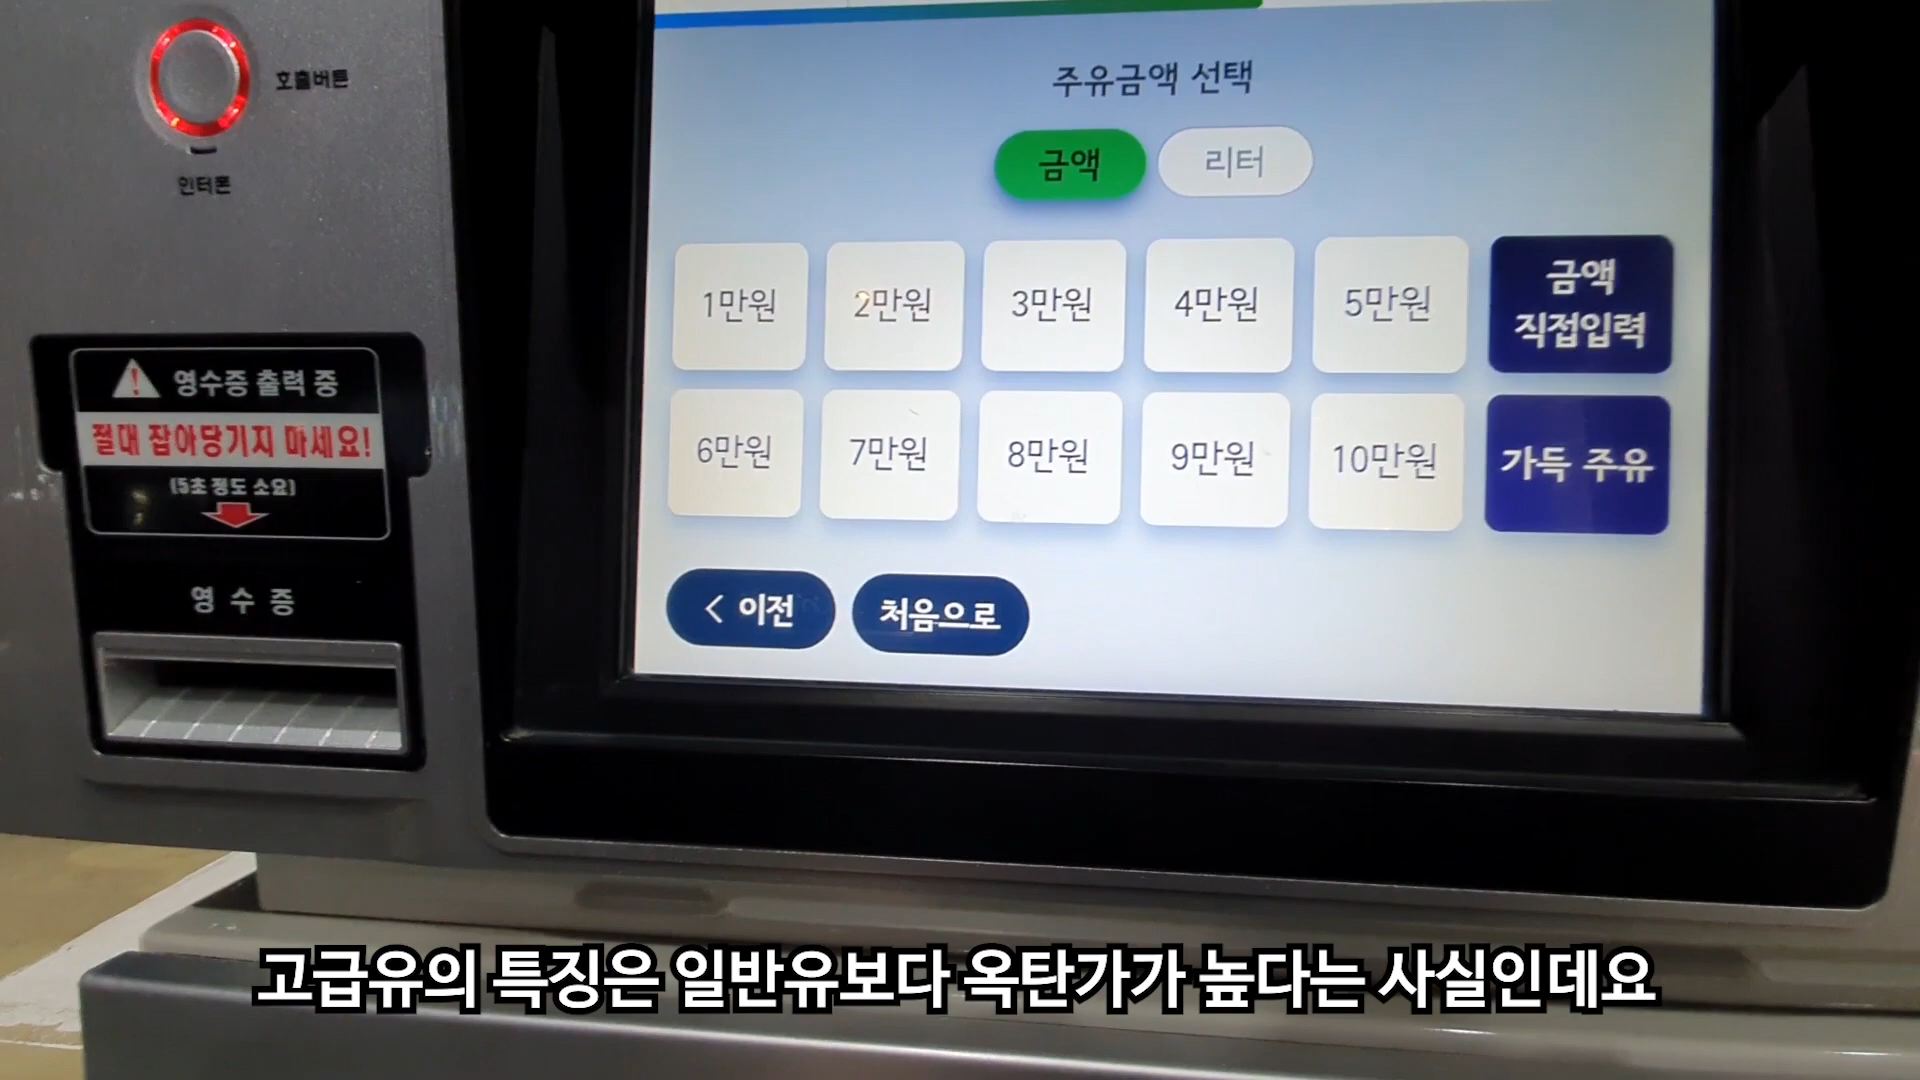 호출버튼
인터폰
영수증 출력 중
절대 잡아당기지 마세요!
(5초 정도 소요)
영 수 증
주유금액 선택
금액
리터
1만원
2만원
3만원
4만원
5만원
금액
직접입력
6만원
7만원
8만원
9만원
10만원
가득 주유
< 이전
처음으로
고급유의 특징은 일반유보다 옥탄가가 높다는 사실인데요